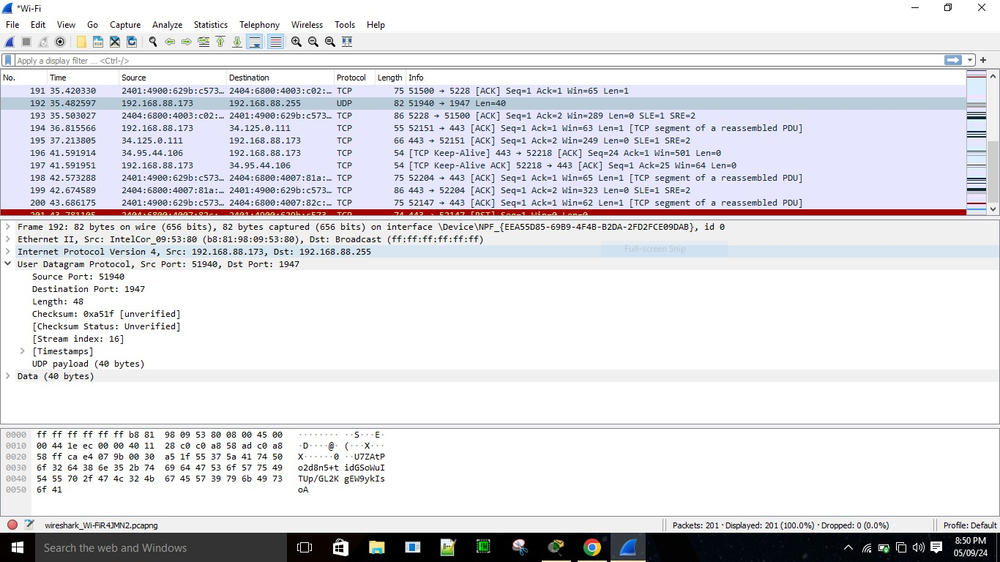 *Wi-Fi
File Edit View Go Capture Analyze Statistics Telephony Wireless Tools Help
Apply a display filter ... <Ctrl-/>
No. Time Source Destination Protocol Length Info
191 35.420330 2401:4900:629b:c573… 2404:6800:4003:c02:… TCP 75 51500 → 5228 [ACK] Seq=1 Ack=1 Win=65 Len=1
192 35.482597 192.168.88.173 192.168.88.255 UDP 82 51940 → 1947 Len=40
193 35.503027 2404:6800:4003:c02:… 2401:4900:629b:c573… TCP 86 5228 → 51500 [ACK] Seq=1 Ack=2 Win=289 Len=0 SLE=1 SRE=2
194 36.815566 192.168.88.173 34.125.0.111 TCP 55 52151 → 443 [ACK] Seq=1 Ack=1 Win=63 Len=1 [TCP segment of a reassembled PDU]
195 37.213805 34.125.0.111 192.168.88.173 TCP 66 443 → 52151 [ACK] Seq=1 Ack=2 Win=249 Len=0 SLE=1 SRE=2
196 41.591914 34.95.44.106 192.168.88.173 TCP 54 [TCP Keep-Alive] 443 → 52218 [ACK] Seq=24 Ack=1 Win=501 Len=0
197 41.591951 192.168.88.173 34.95.44.106 TCP 54 [TCP Keep-Alive ACK] 52218 → 443 [ACK] Seq=1 Ack=25 Win=64 Len=0
198 42.573288 2401:4900:629b:c573… 2404:6800:4007:81a:… TCP 75 52204 → 443 [ACK] Seq=1 Ack=1 Win=65 Len=1 [TCP segment of a reassembled PDU]
199 42.674589 2404:6800:4007:81a:… 2401:4900:629b:c573… TCP 86 443 → 52204 [ACK] Seq=1 Ack=2 Win=323 Len=0 SLE=1 SRE=2
200 43.686175 2401:4900:629b:c573… 2404:6800:4007:82c:… TCP 75 52147 → 443 [ACK] Seq=1 Ack=1 Win=62 Len=1 [TCP segment of a reassembled PDU]
201 43.781105 2404:6800:4007:82c:… 2401:4900:629b:c573… TCP 74 443 → 52147 [RST] Seq=1 Win=0 Len=0
Frame 192: 82 bytes on wire (656 bits), 82 bytes captured (656 bits) on interface \Device\NPF_{EEA55D85-69B9-4F4B-B2DA-2FD2FCE09DAB}, id 0
Ethernet II, Src: IntelCor_09:53:80 (b8:81:98:09:53:80), Dst: Broadcast (ff:ff:ff:ff:ff:ff)
Internet Protocol Version 4, Src: 192.168.88.173, Dst: 192.168.88.255
Full-screen Snip
User Datagram Protocol, Src Port: 51940, Dst Port: 1947
Source Port: 51940
Destination Port: 1947
Length: 48
Checksum: 0xa51f [unverified]
[Checksum Status: Unverified]
[Stream index: 16]
[Timestamps]
UDP payload (40 bytes)
Data (40 bytes)
0000 ff ff ff ff ff ff b8 81 98 09 53 80 08 00 45 00 ········ ··S···E·
0010 00 44 1e ec 00 00 40 11 28 c0 c0 a8 58 ad c0 a8 ·D····@· (···X···
0020 58 ff ca e4 07 9b 00 30 a5 1f 55 37 5a 41 74 50 X······0 ··U7ZAtP
0030 6f 32 64 38 6e 35 2b 74 69 64 47 53 6f 57 75 49 o2d8n5+t idGSoWuI
0040 54 55 70 2f 47 4c 32 4b 67 45 57 39 79 6b 49 73 TUp/GL2K gEW9ykIs
0050 6f 41 oA
wireshark_Wi-FiR4JMN2.pcapng Packets: 201 · Displayed: 201 (100.0%) · Dropped: 0 (0.0%) Profile: Default
Search the web and Windows
8:50 PM
05/09/24